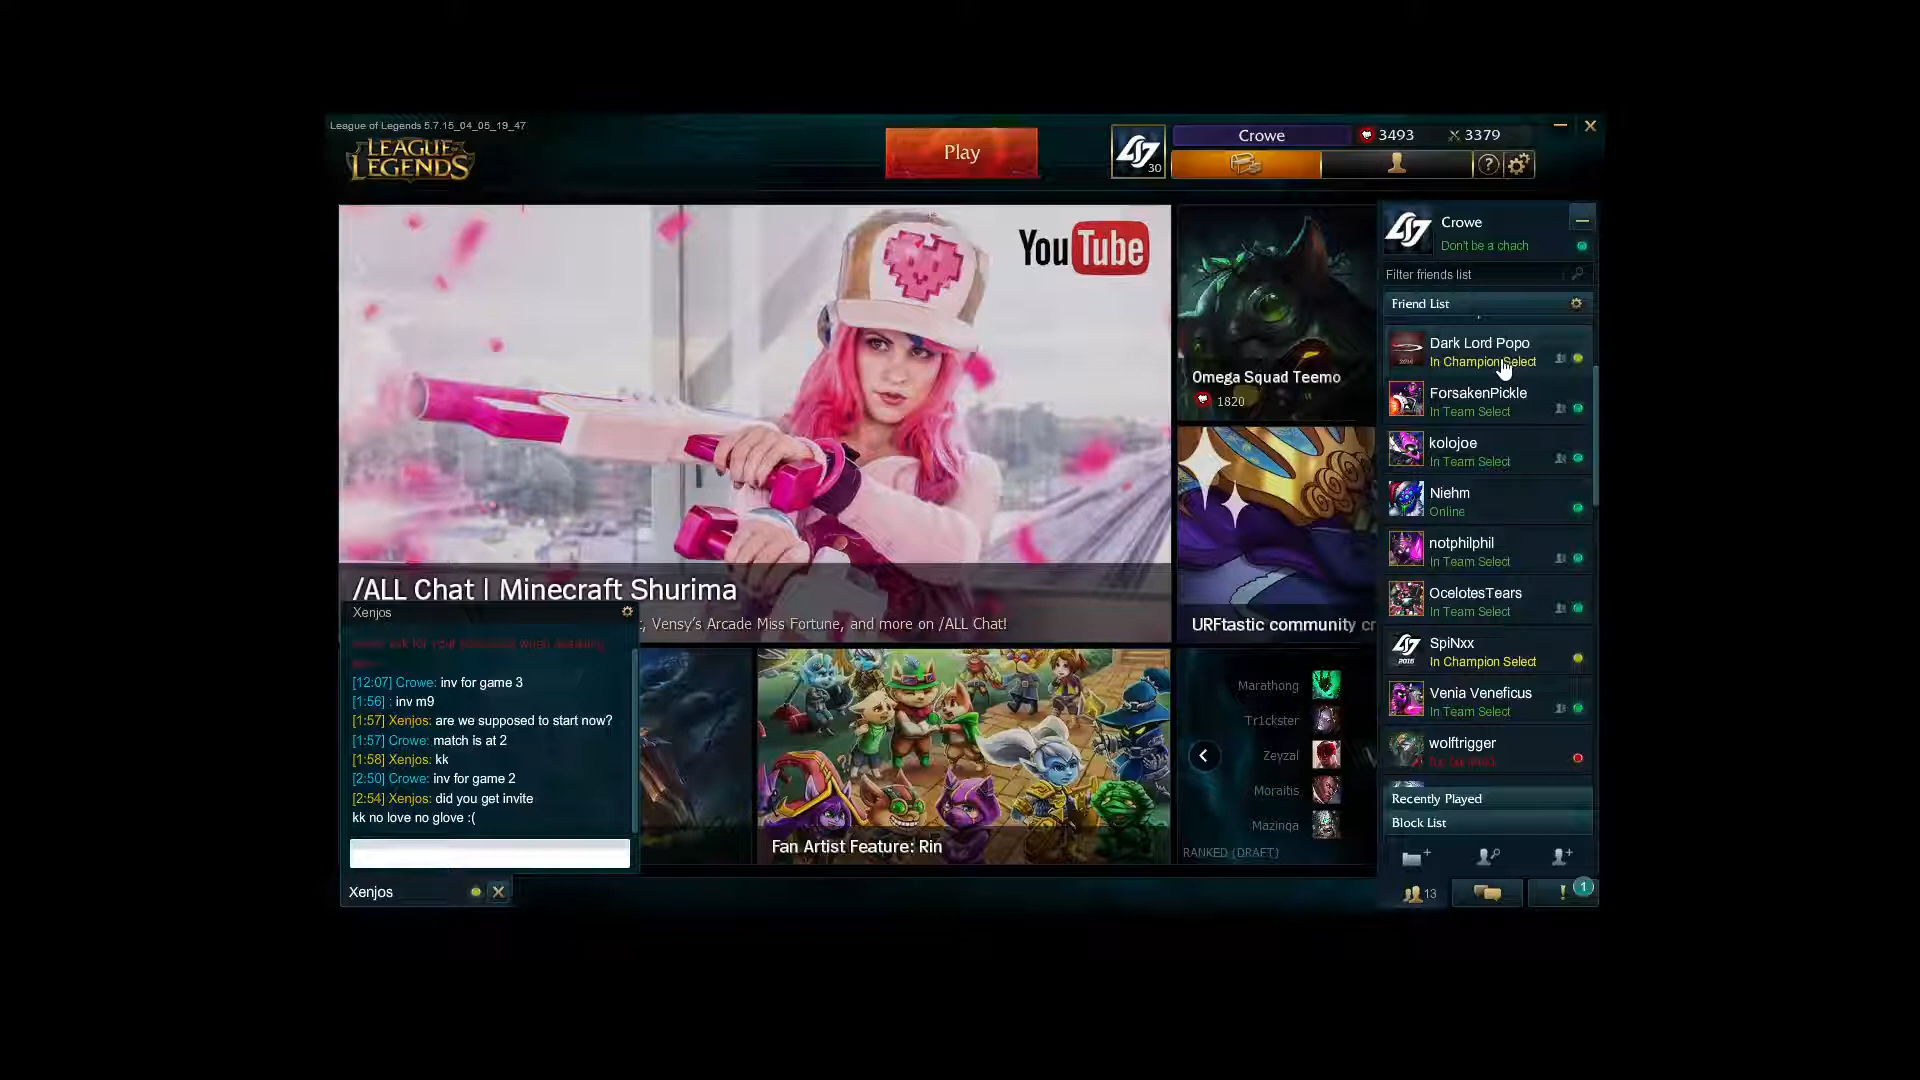 League of Legends 5.7.15_04_05_19_47
LEAGUE of LEGENDS
Play
30
Crowe
3493
3379
?
YouTube
/ALL Chat | Minecraft Shurima
, Vensy's Arcade Miss Fortune, and more on /ALL Chat!
Omega Squad Teemo
1820
URFtastic community cr
Crowe
Don't be a chach
Filter friends list
Friend List
Dark Lord Popo
In Champion Select
ForsakenPickle
In Team Select
kolojoe
In Team Select
Niehm
Online
notphilphil
In Team Select
OcelotesTears
In Team Select
SpiNxx
In Champion Select
Venia Veneficus
In Team Select
wolftrigger
Recently Played
Block List
13
1
Xenjos
[12:07] Crowe: inv for game 3
[1:56] : inv m9
[1:57] Xenjos: are we supposed to start now?
[1:57] Crowe: match is at 2
[1:58] Xenjos: kk
[2:50] Crowe: inv for game 2
[2:54] Xenjos: did you get invite
kk no love no glove :(
Xenjos
Fan Artist Feature: Rin
Marathong
Tr1ckster
Zeyzal
Moraitis
Mazinqa
RANKED (DRAFT)